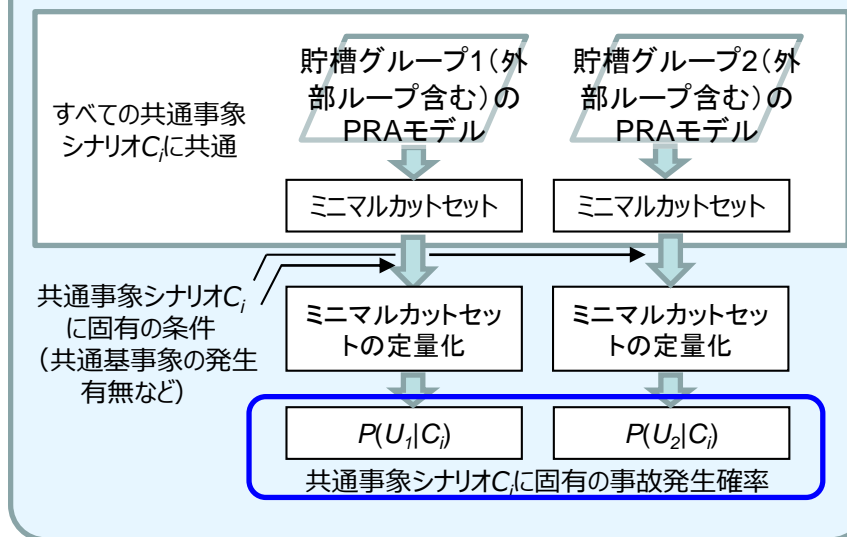 貯槽グループ1（外
部ループ含む）の
PRAモデル
貯槽グループ2（外
部ループ含む）の
PRAモデル
すべての共通事象
シナリオCiに共通
ミニマルカットセット
ミニマルカットセット
共通事象シナリオCi
に固有の条件
（共通基事象の発生
有無など）
ミニマルカットセッ
トの定量化
ミニマルカットセッ
トの定量化
P(U1|Ci)
P(U2|Ci)
共通事象シナリオCiに固有の事故発生確率